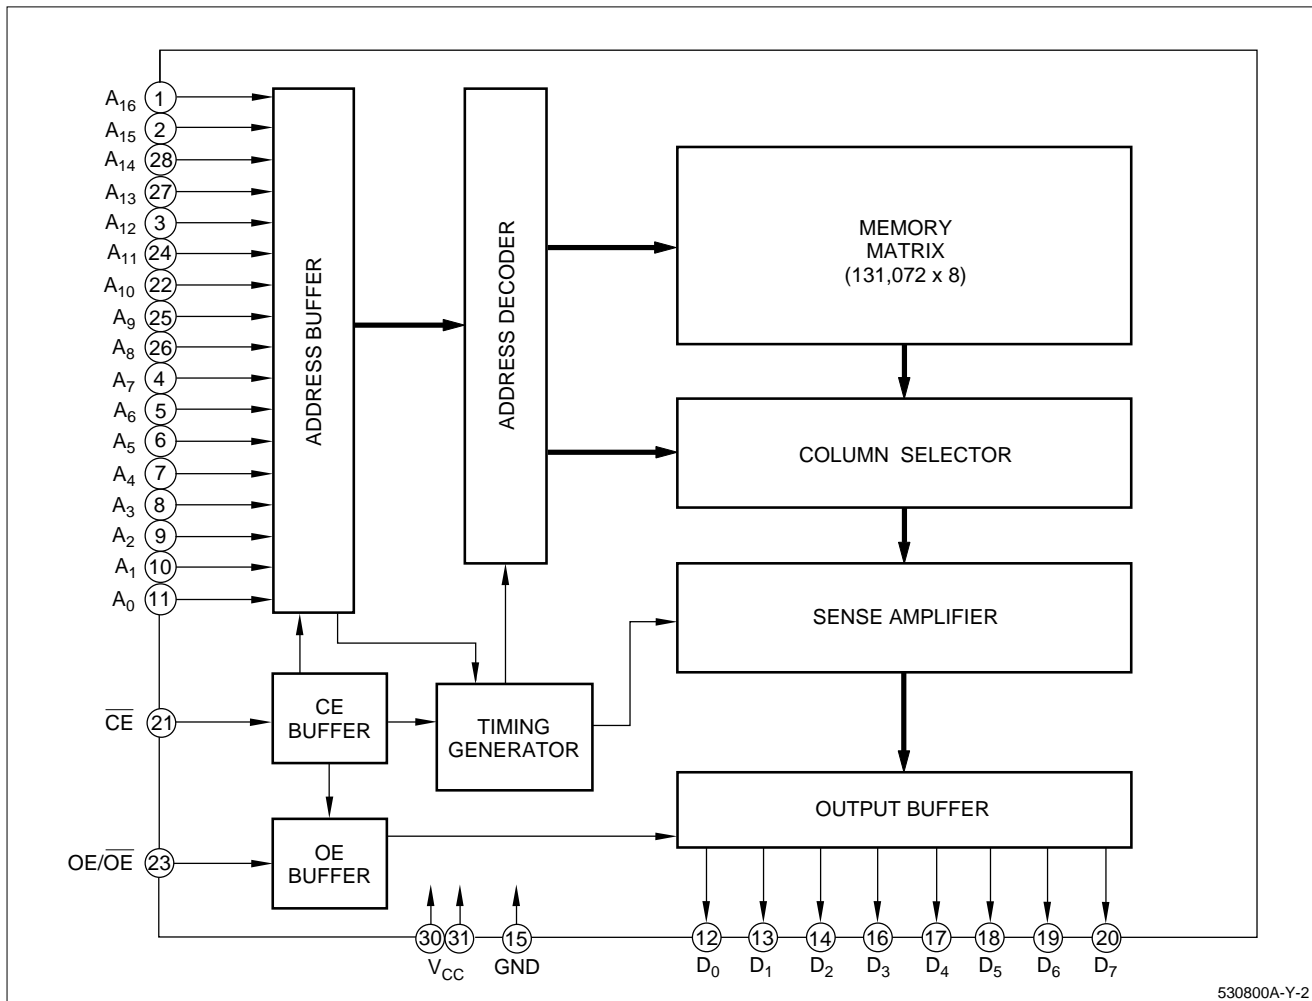 A16 1
A15 2
A14 28
A13 27
A12 3
A11 24
A10 22
A9 25
A8 26
A7 4
A6 5
A5 6
A4 7
A3 8
A2 9
A1 10
A0 11
ADDRESS BUFFER
ADDRESS DECODER
MEMORY
MATRIX
(131,072 x 8)
COLUMN SELECTOR
SENSE AMPLIFIER
C̅E̅ 21
CE
BUFFER
TIMING
GENERATOR
OUTPUT BUFFER
OE/O̅E̅ 23
OE
BUFFER
30 31 15 12 13 14 16 17 18 19 20
VCC GND D0 D1 D2 D3 D4 D5 D6 D7
530800A-Y-2